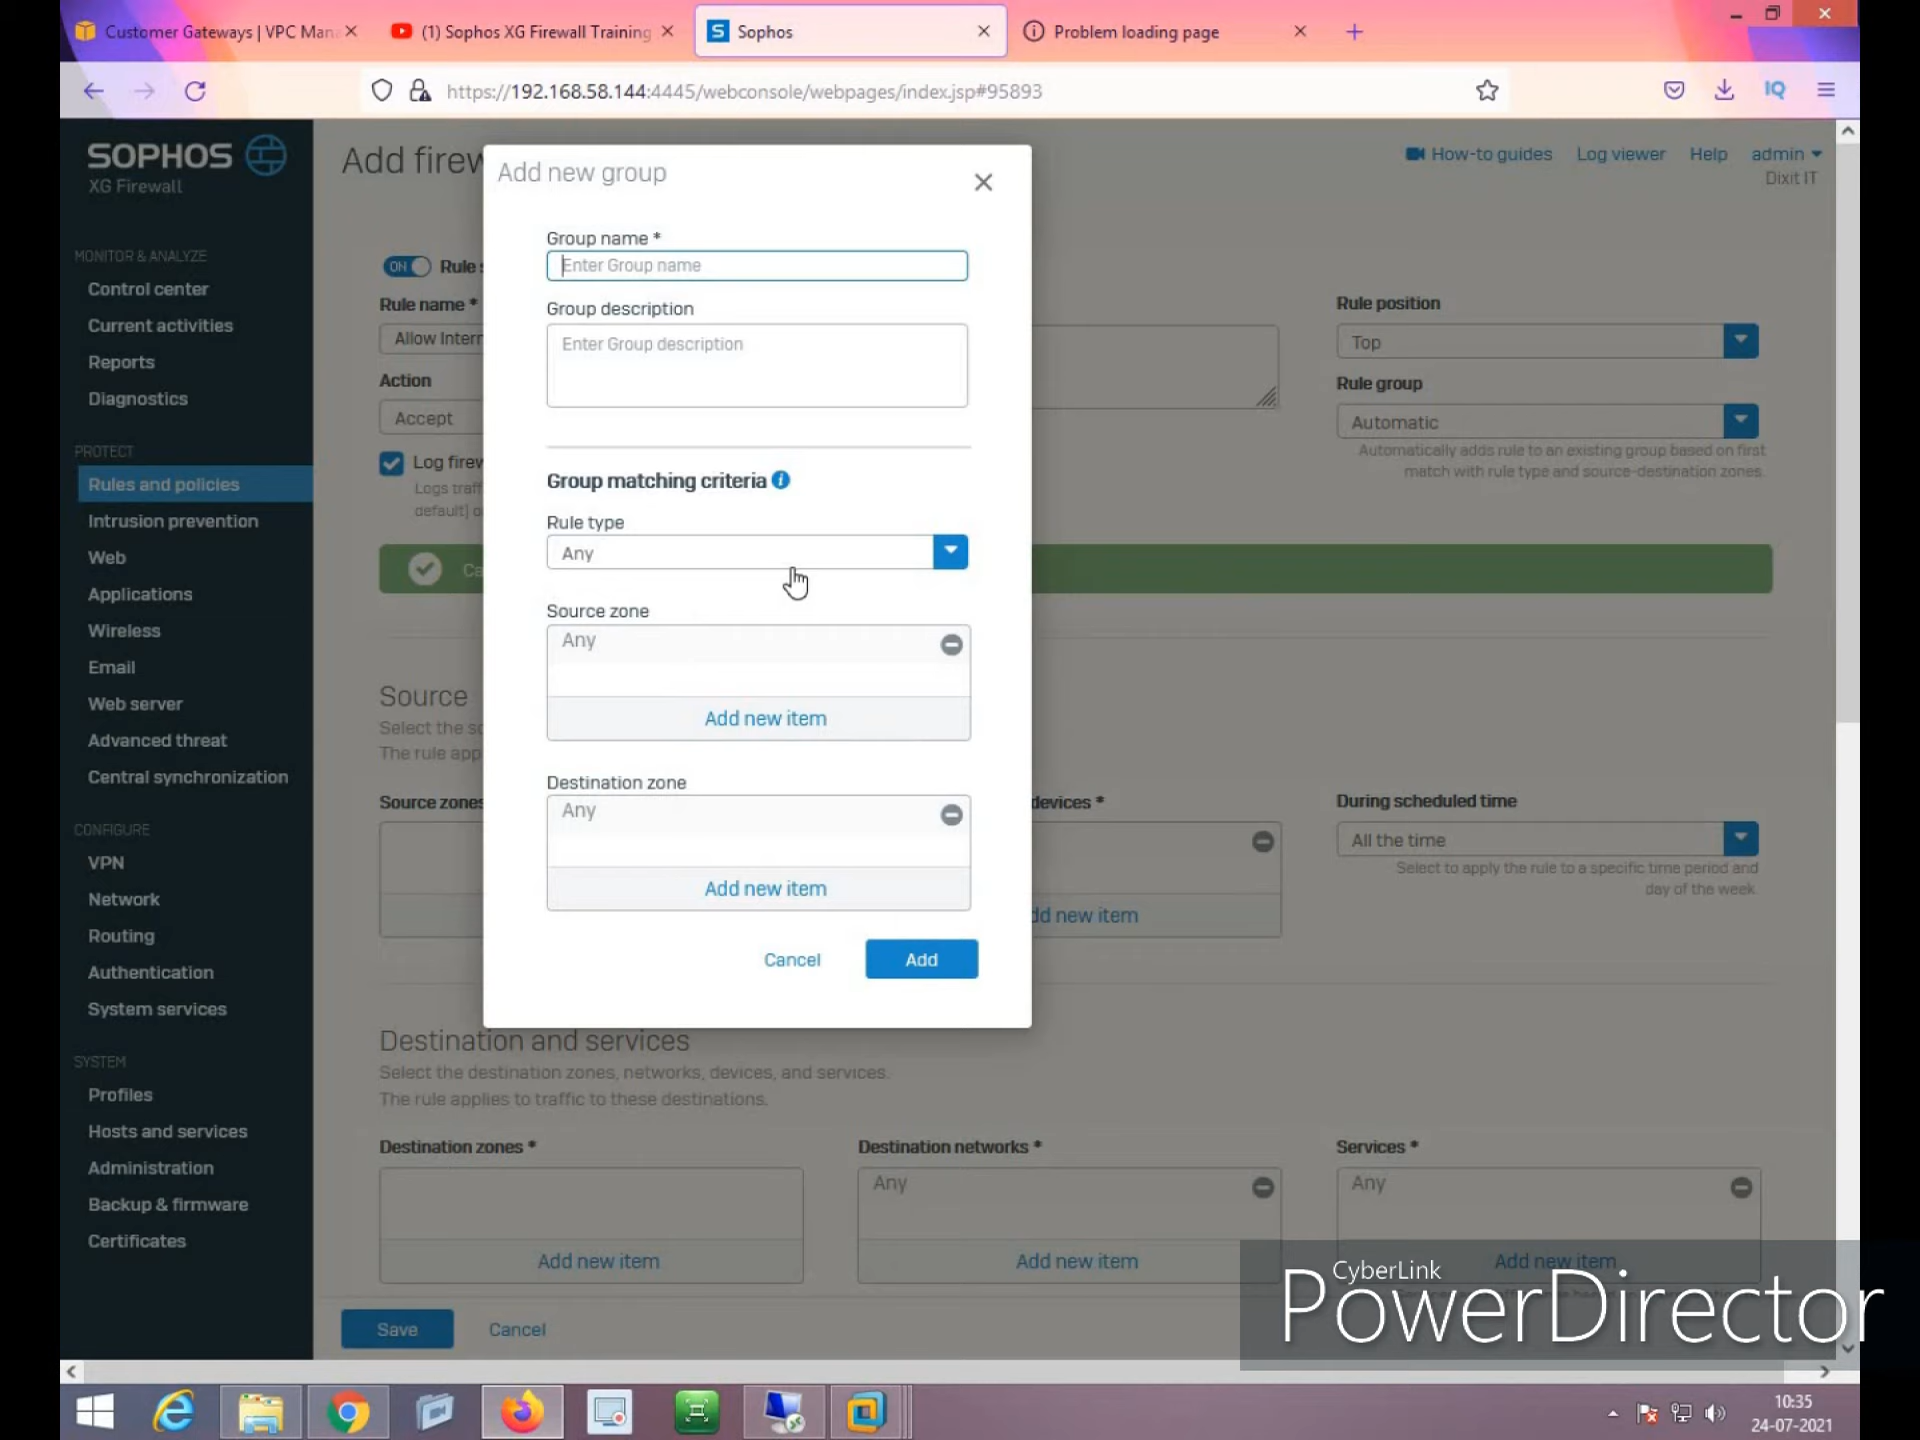 Customer Gateways | VPC Man
(1) Sophos XG Firewall Training
Sophos
Problem loading page
https://192.168.58.144:4445/webconsole/webpages/index.jsp#95893
IQ
SOPHOS
XG Firewall
Add firew
How-to guides
Log viewer
Help
admin
Dixit IT
MONITOR & ANALYZE
Control center
Current activities
Reports
Diagnostics
PROTECT
Rules and policies
Intrusion prevention
Web
Applications
Wireless
Email
Web server
Advanced threat
Central synchronization
CONFIGURE
VPN
Network
Routing
Authentication
System services
SYSTEM
Profiles
Hosts and services
Administration
Backup & firmware
Certificates
ON Rule s
Rule name *
Allow Intern
Action
Accept
Log firew
Logs traff
default) o
Ca
Rule position
Top
Rule group
Automatic
Automatically adds rule to an existing group based on first
match with rule type and source-destination zones.
Add new group
Group name *
Enter Group name
Group description
Enter Group description
Group matching criteria
Rule type
Any
Source zone
Any
Add new item
Destination zone
Any
Add new item
Cancel
Add
Source
Select the so
The rule app
Source zones
devices *
dd new item
During scheduled time
All the time
Select to apply the rule to a specific time period and
day of the week.
Destination and services
Select the destination zones, networks, devices, and services.
The rule applies to traffic to these destinations.
Destination zones *
Add new item
Destination networks *
Any
Add new item
Services *
Any
Add new item
Save
Cancel
CyberLink
PowerDirector
10:35
24-07-2021